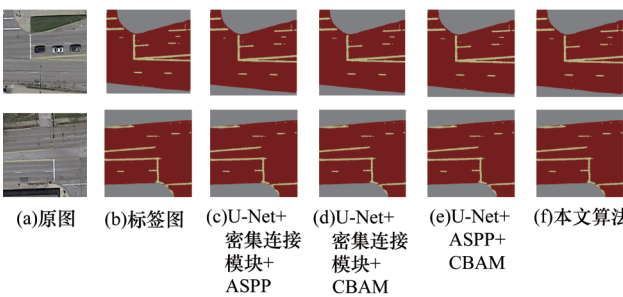 (a)原图
(b)标签图
(c)U-Net+
密集连接
模块+
ASPP
(d)U-Net+
密集连接
模块+
CBAM
(e)U-Net+
ASPP+
CBAM
(f)本文算法